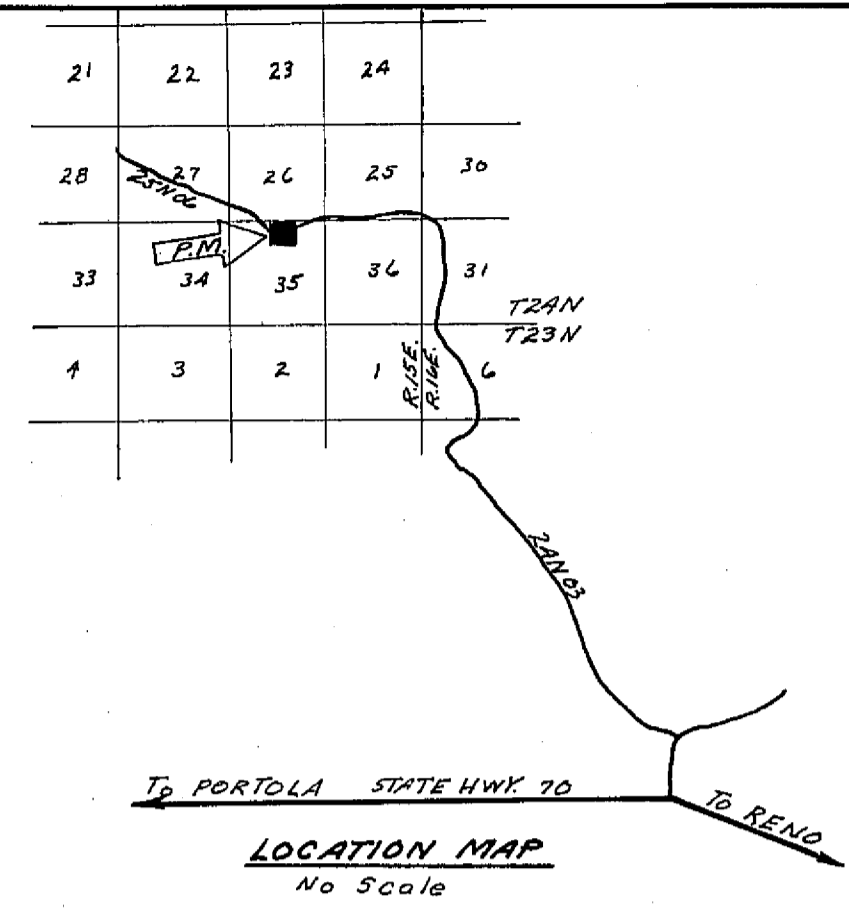 21 22 23 24
28 27 26 25 30
25N06
P.M.
33 34 35 36 31
T24N
T23N
4 3 2 1 6
R.15E.
R.16E.
24N03
To PORTOLA STATE HWY. 70
To RENO
LOCATION MAP
No Scale